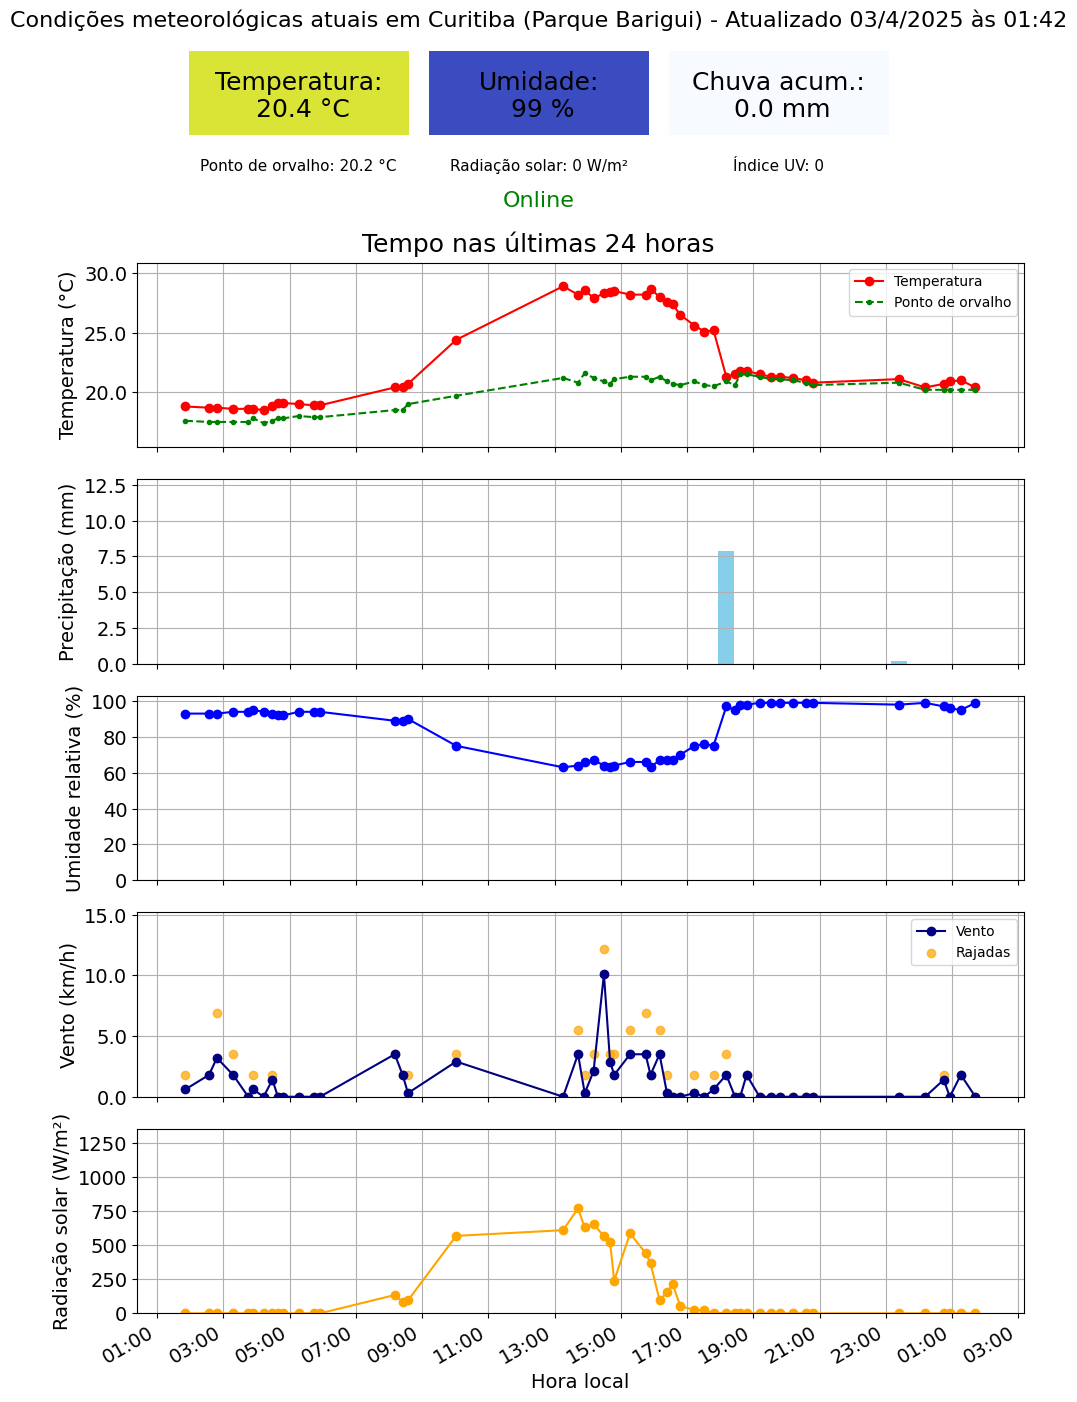 Condições meteorológicas atuais em Curitiba (Parque Barigui) - Atualizado 03/4/2025 às 01:42
Temperatura:
20.4 °C
Umidade:
99 %
Chuva acum.:
0.0 mm
Ponto de orvalho: 20.2 °C
Radiação solar: 0 W/m²
Índice UV: 0
Online
Tempo nas últimas 24 horas
Temperatura (°C)
30.0
25.0
20.0
Temperatura
Ponto de orvalho
Precipitação (mm)
12.5
10.0
7.5
5.0
2.5
0.0
Umidade relativa (%)
100
80
60
40
20
0
Vento (km/h)
15.0
10.0
5.0
0.0
Vento
Rajadas
Radiação solar (W/m²)
1250
1000
750
500
250
0
01:00 03:00 05:00 07:00 09:00 11:00 13:00 15:00 17:00 19:00 21:00 23:00 01:00 03:00
Hora local